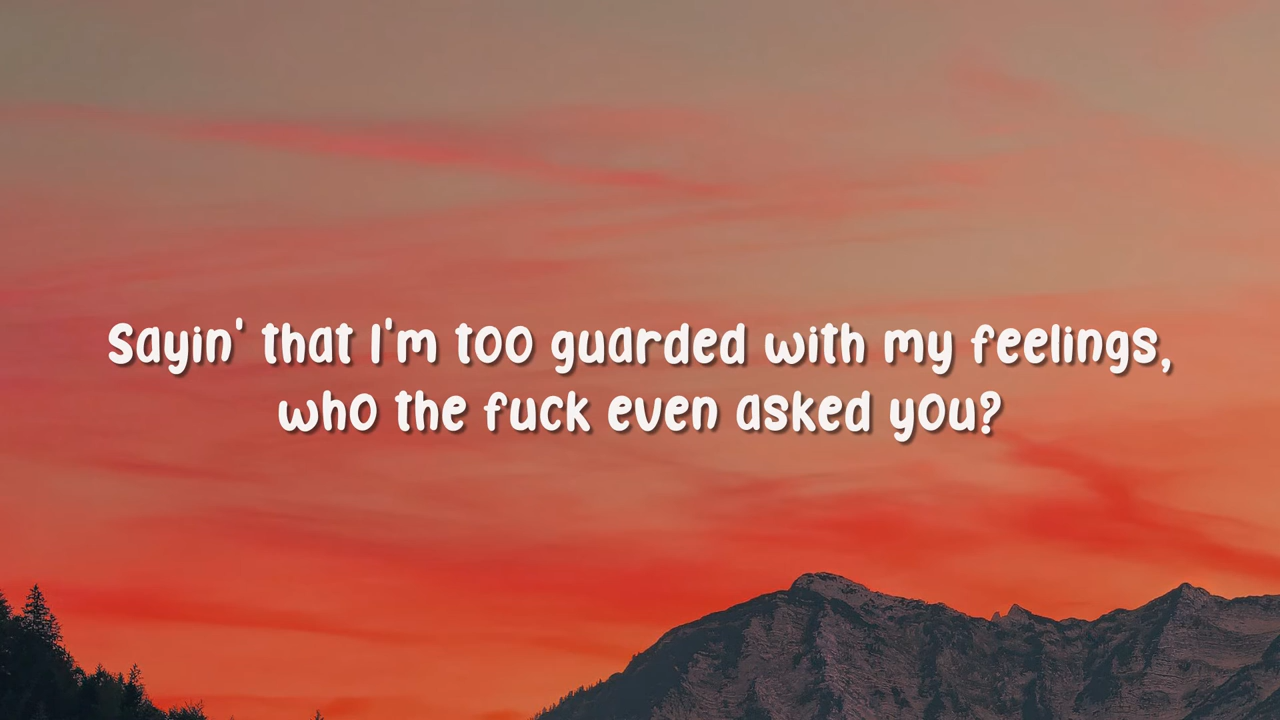 Sayin' that I'm too guarded with my feelings,
who the fuck even asked you?